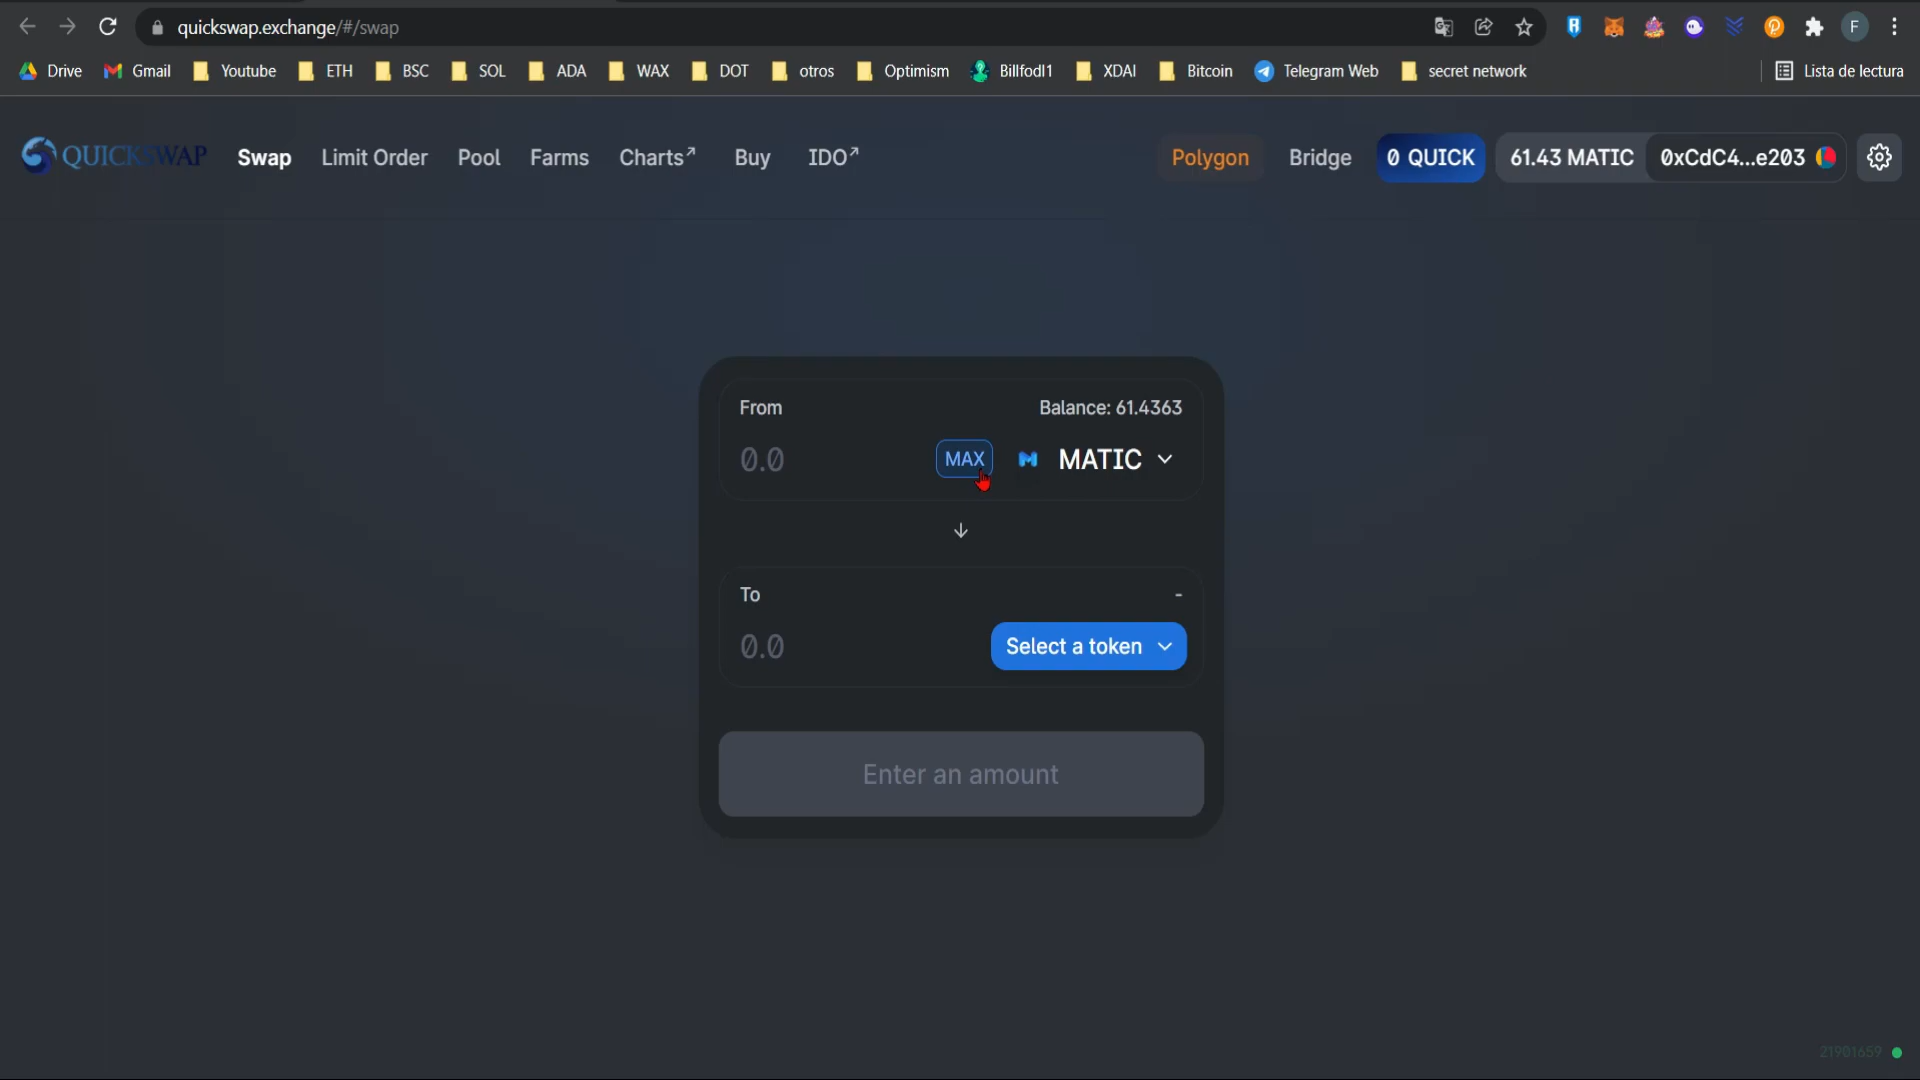 quickswap.exchange/#/swap
F
Drive Gmail Youtube ETH BSC SOL ADA WAX DOT otros Optimism Billfodl1 XDAI Bitcoin Telegram Web secret network Lista de lectura
QUICKSWAP Swap Limit Order Pool Farms Charts↗ Buy IDO↗ Polygon Bridge 0 QUICK 61.43 MATIC 0xCdC4...e203
From Balance: 61.4363
0.0 MAX MATIC
To -
0.0 Select a token
Enter an amount
21901659